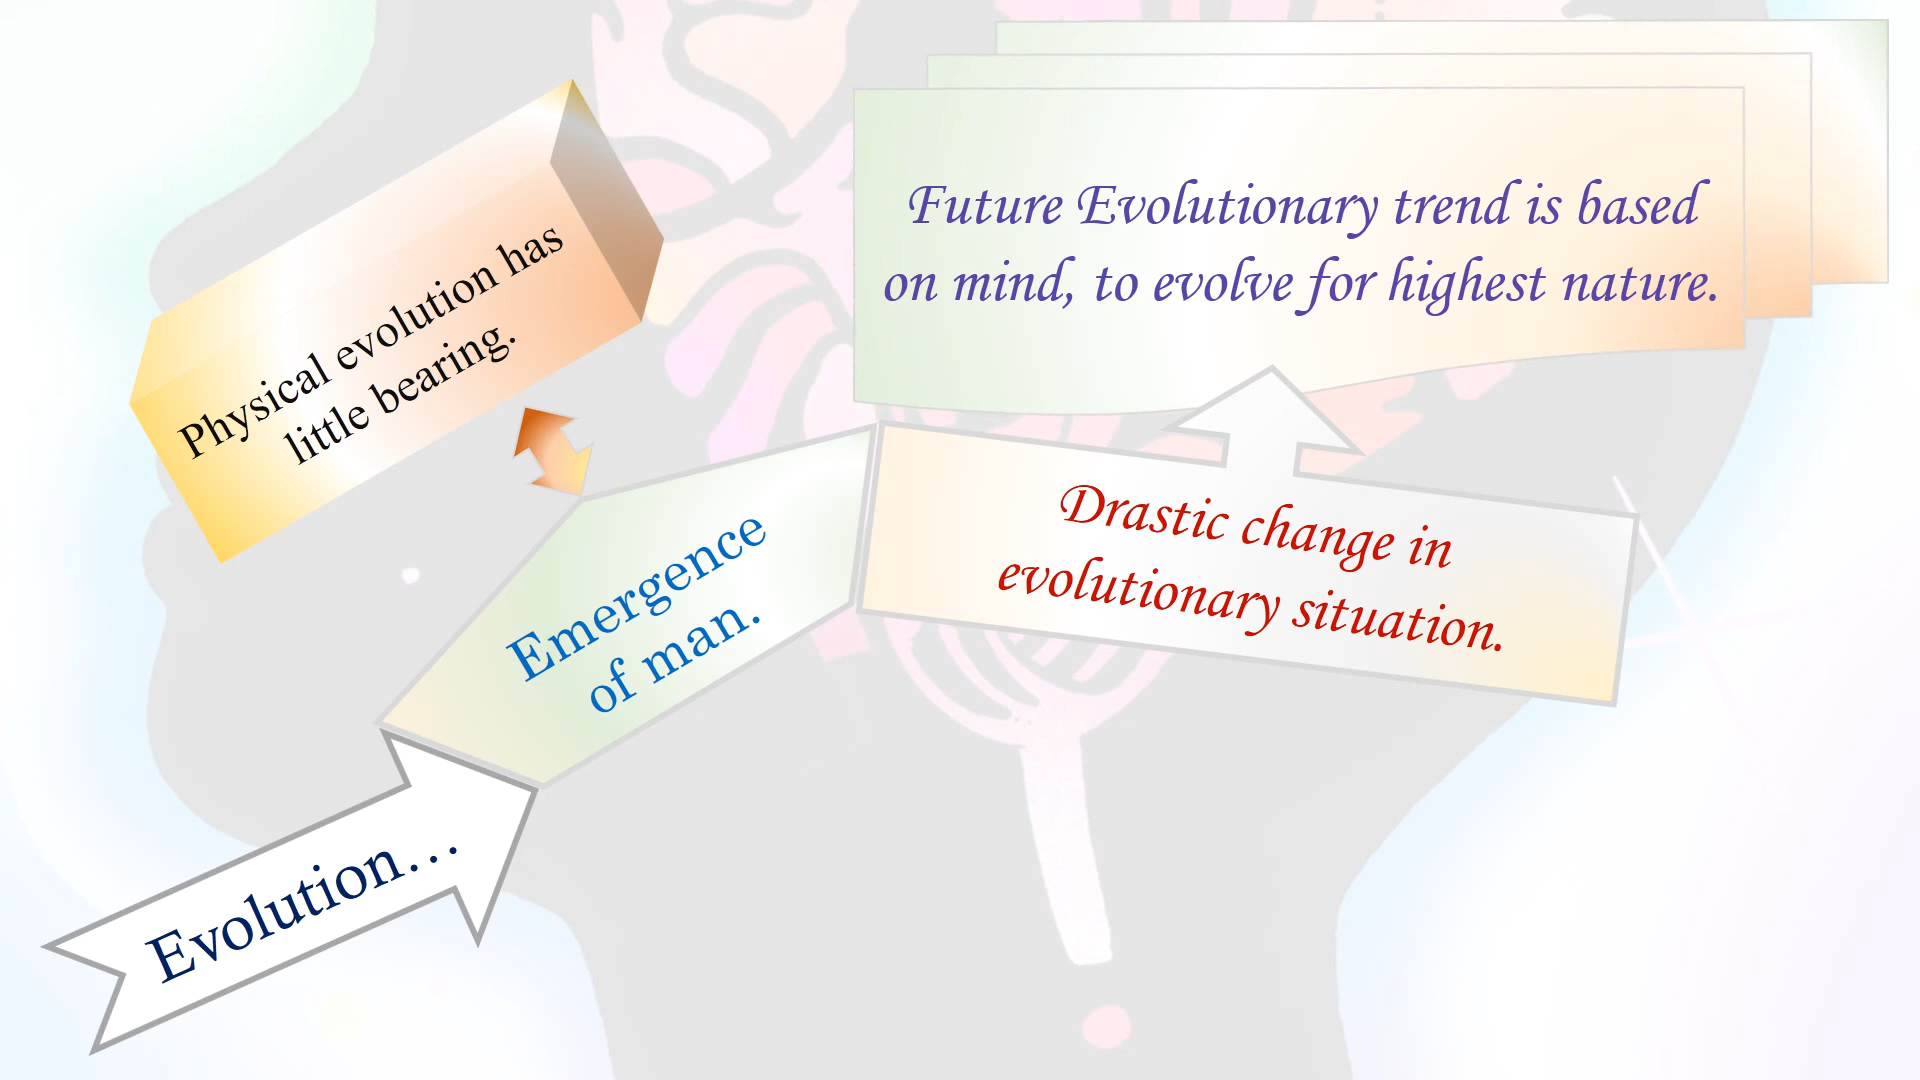 Future Evolutionary trend is based
on mind, to evolve for highest nature.
Physical evolution has
little bearing.
Drastic change in
evolutionary situation.
Emergence
of man.
Evolution...